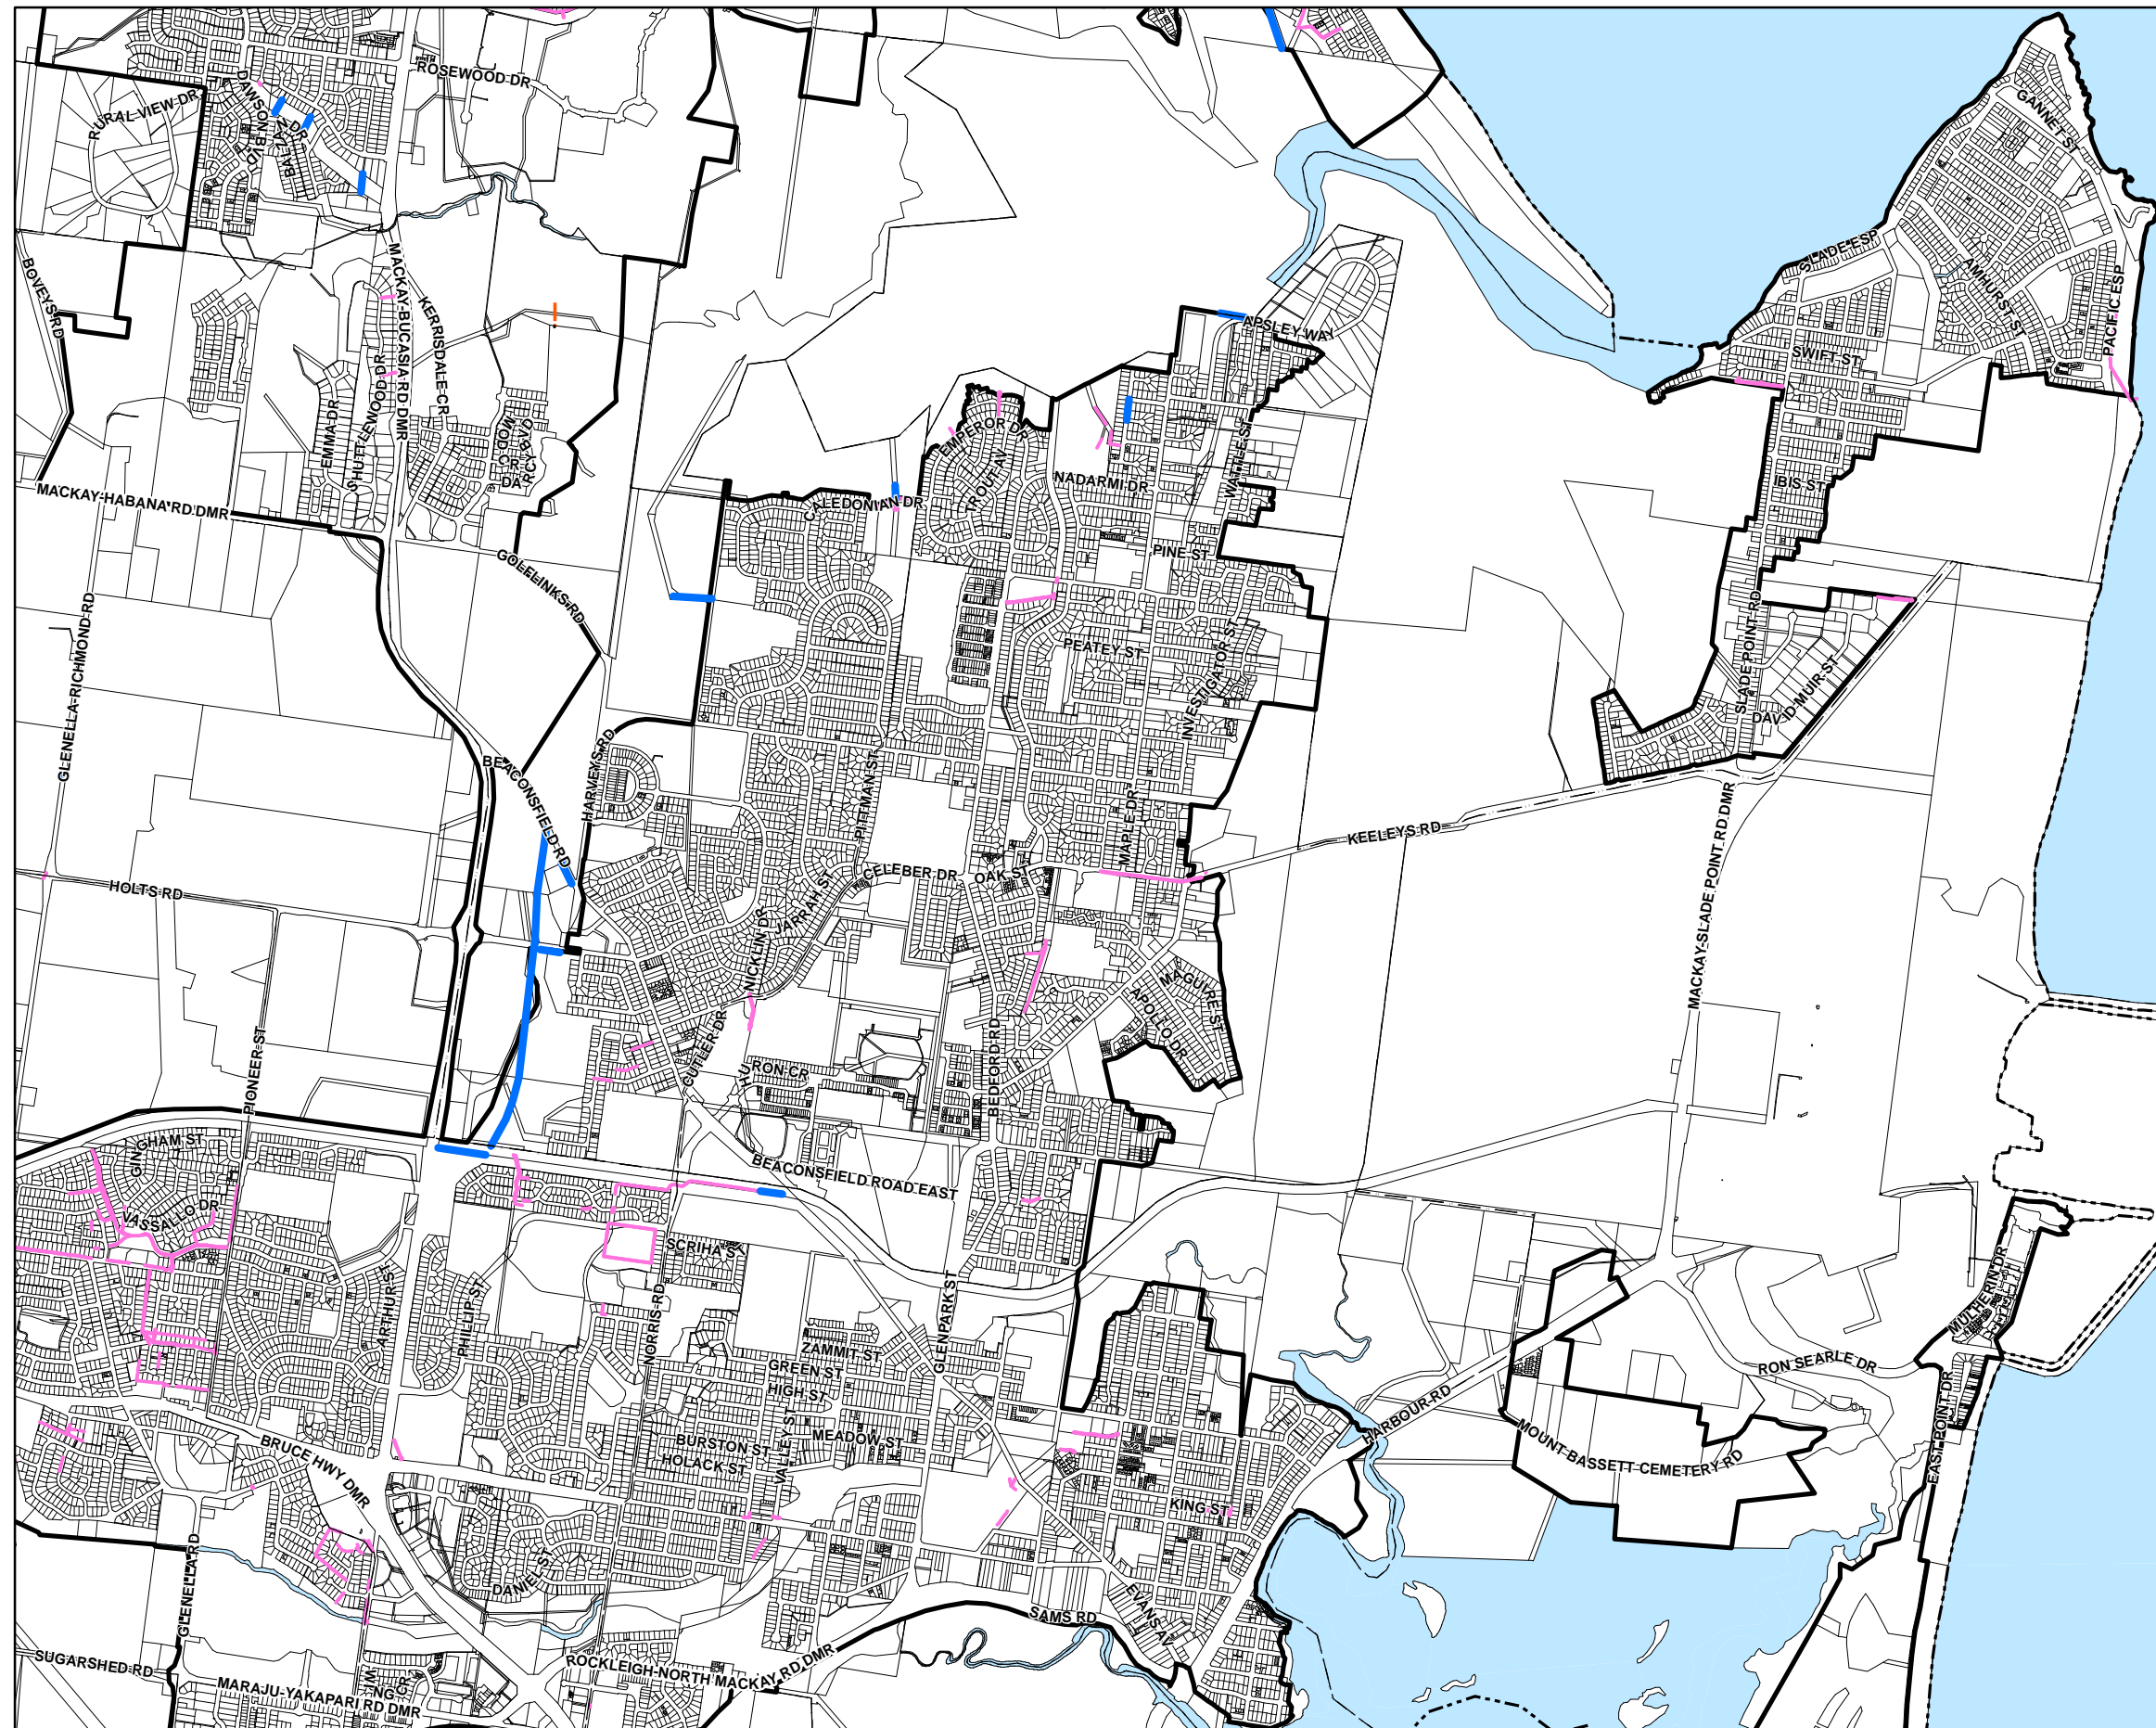 ROSEWOOD DR
RURAL VIEW DR
DAWSON BVD
BALZAN DR
GANNET ST
BOVEYS RD
MACKAY-BUCASIA RD DMR
KERRISDALE CR
SLADE ESP
AMHURST ST
PACIFIC ESP
APSLEY WAY
SWIFT ST
EMMA DR
SHUTTLEWOOD DR
EMPEROR DR
TROUT AV
WATTLE ST
NADARMI DR
IBIS ST
MACKAY-HABANA RD DMR
CALEDONIAN DR
PINE ST
GOLFLINKS RD
GLENELLA-RICHMOND RD
PEATEY ST
INVESTIGATOR ST
SLADE POINT RD
DAVID MUIR ST
BEACONSFIELD RD
HARVEYS RD
PITTMAN ST
MAPLE DR
KEELEYS RD
MACKAY-SLADE POINT RD DMR
HOLTS RD
CELEBER DR
OAK ST
JARRAH ST
NICKLIN DR
MAGUIRE ST
APOLLO DR
PIONEER ST
CUTLER DR
HURON CR
BEDFORD RD
GINGHAM ST
BEACONSFIELD ROAD EAST
VASSALLO DR
SCRIHA ST
ARTHUR ST
PHILLIP ST
NORRIS RD
GLENPARK ST
MULHERIN DR
ZAMMIT ST
GREEN ST
HIGH ST
RON SEARLE DR
HARBOUR RD
EAST POINT DR
VALLEY ST
MEADOW ST
BURSTON ST
HOLACK ST
BRUCE HWY DMR
MOUNT BASSETT CEMETERY RD
KING ST
GLENELLA RD
DANIEL ST
EVANS AV
SAMS RD
SUGARSHED RD
ROCKLEIGH-NORTH MACKAY RD DMR
MARAJU-YAKAPARI RD DMR